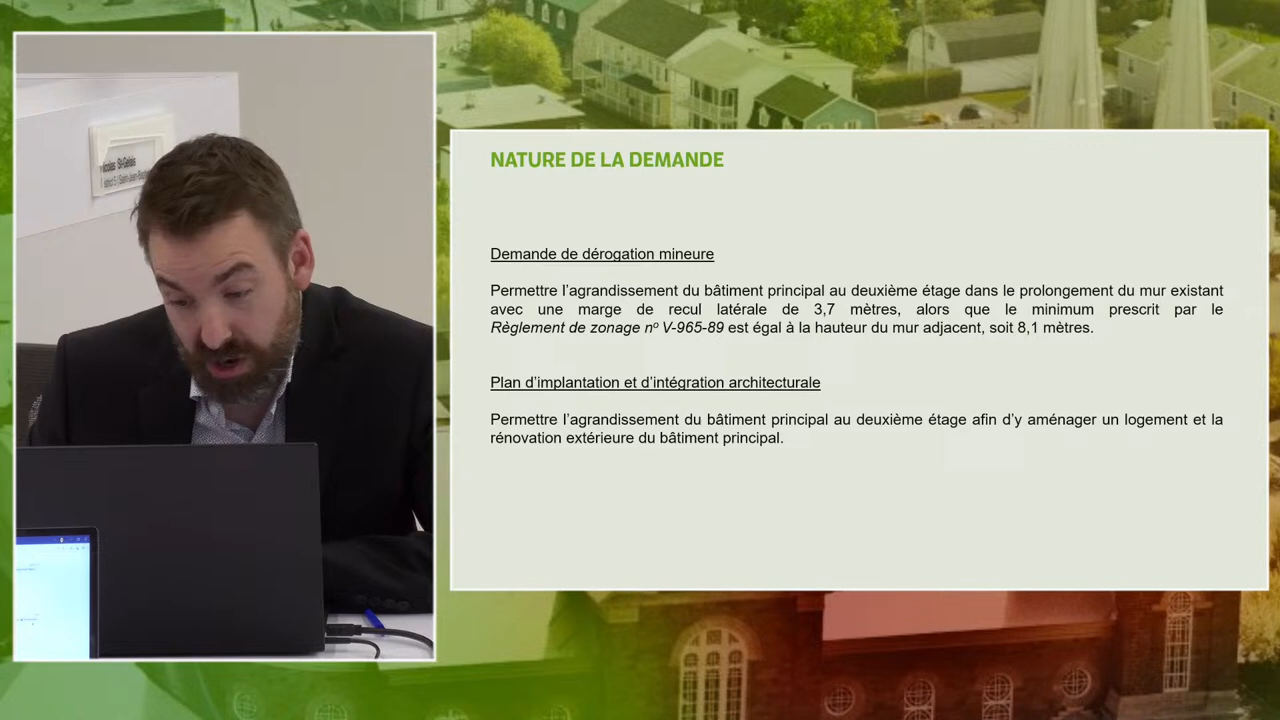 Nicolas St-Gelais
NATURE DE LA DEMANDE
Demande de dérogation mineure
Permettre l’agrandissement du bâtiment principal au deuxième étage dans le prolongement du mur existant
avec une marge de recul latérale de 3,7 mètres, alors que le minimum prescrit par le
Règlement de zonage nº V-965-89 est égal à la hauteur du mur adjacent, soit 8,1 mètres.
Plan d’implantation et d’intégration architecturale
Permettre l’agrandissement du bâtiment principal au deuxième étage afin d’y aménager un logement et la
rénovation extérieure du bâtiment principal.